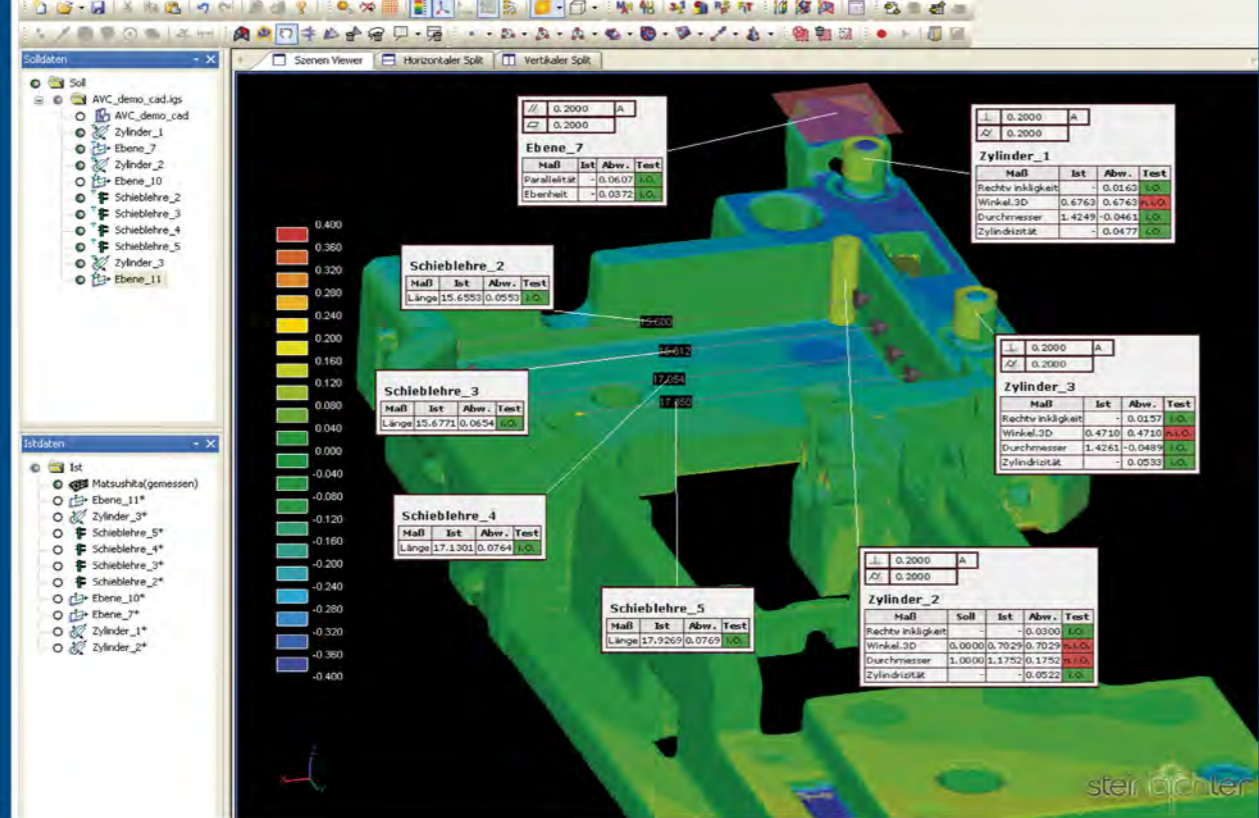 Solldaten
Soll
AVC_demo_cad.igs
AVC_demo_cad
Zylinder_1
Ebene_7
Zylinder_2
Ebene_10
Schieblehre_2
Schieblehre_3
Schieblehre_4
Schieblehre_5
Zylinder_3
Ebene_11
Istdaten
Ist
Matsushita(gemessen)
Ebene_11*
Zylinder_3*
Schieblehre_5*
Schieblehre_4*
Schieblehre_3*
Schieblehre_2*
Ebene_10*
Ebene_7*
Zylinder_1*
Zylinder_2*
Szenen Viewer Horizontaler Split Vertikaler Split
0.400
0.360
0.320
0.280
0.240
0.200
0.160
0.120
0.080
0.040
0.000
-0.040
-0.080
-0.120
-0.160
-0.200
-0.240
-0.280
-0.320
-0.360
-0.400
0.2000 A
0.2000
Ebene_7
Maß Ist Abw. Test
Parallelität - 0.0607 i.O.
Ebenheit - 0.0372 i.O.
0.2000 A
0.2000
Zylinder_1
Maß Ist Abw. Test
Rechtwinkligkeit - 0.0163 i.O.
Winkel.3D 0.6763 0.6763 n.i.O.
Durchmesser 1.4249 -0.0461 i.O.
Zylindrizität - 0.0477 i.O.
Schieblehre_2
Maß Ist Abw. Test
Länge 15.6553 0.0553 i.O.
15.600
15.612
17.054
17.850
Schieblehre_3
Maß Ist Abw. Test
Länge 15.6771 0.0654 i.O.
0.2000 A
0.2000
Zylinder_3
Maß Ist Abw. Test
Rechtwinkligkeit - 0.0157 i.O.
Winkel.3D 0.4710 0.4710 n.i.O.
Durchmesser 1.4261 -0.0489 i.O.
Zylindrizität - 0.0533 i.O.
Schieblehre_4
Maß Ist Abw. Test
Länge 17.1301 0.0764 i.O.
Schieblehre_5
Maß Ist Abw. Test
Länge 17.9269 0.0769 i.O.
0.2000 A
0.2000
Zylinder_2
Maß Soll Ist Abw. Test
Rechtwinkligkeit - - 0.0300 i.O.
Winkel.3D 0.0000 0.7029 0.7029 n.i.O.
Durchmesser 1.0000 1.1752 0.1752 n.i.O.
Zylindrizität - - 0.0522 i.O.
steinbichler